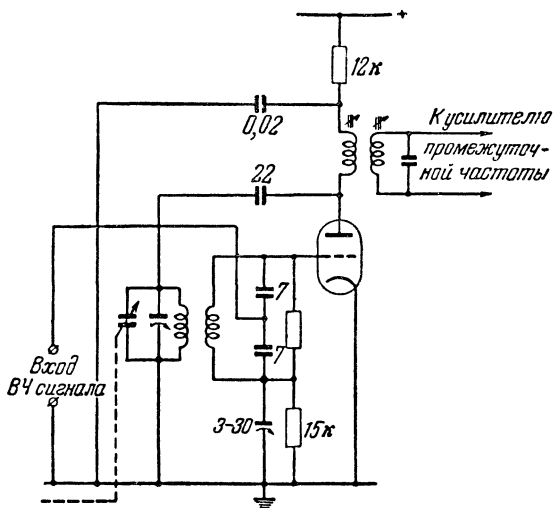 +
12к
0,02
К усилителю
промежуточ-
ной частоты
22
7
7
Вход
ВЧ сигнала
3-30
15к